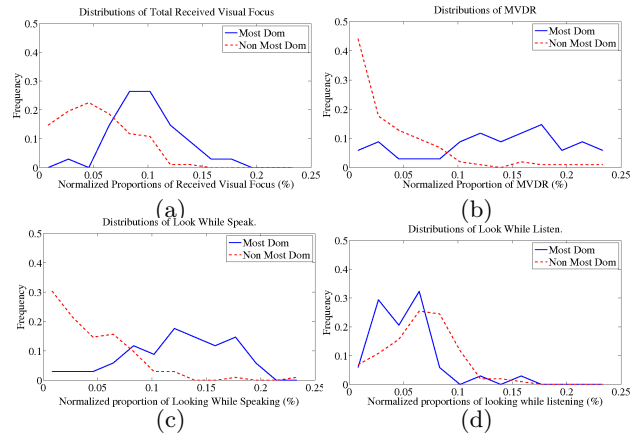 Distributions of Total Received Visual Focus
0.5
0.4
0.3
0.2
0.1
0
Frequency
Most Dom
Non Most Dom
0 0.05 0.1 0.15 0.2 0.25
Normalized Proportions of Received Visual Focus (%)
(a)
Distributions of MVDR
0.5
0.4
0.3
0.2
0.1
0
Frequency
Most Dom
Non Most Dom
0 0.05 0.1 0.15 0.2 0.25
Normalized Proportion of MVDR (%)
(b)
Distributions of Look While Speak.
0.5
0.4
0.3
0.2
0.1
0
Frequency
Most Dom
Non Most Dom
0 0.05 0.1 0.15 0.2 0.25
Normalized proportion of Looking While Speaking (%)
(c)
Distributions of Look While Listen.
0.5
0.4
0.3
0.2
0.1
0
Frequency
Most Dom
Non Most Dom
0 0.05 0.1 0.15 0.2 0.25
Normalized proportions of looking while listening (%)
(d)